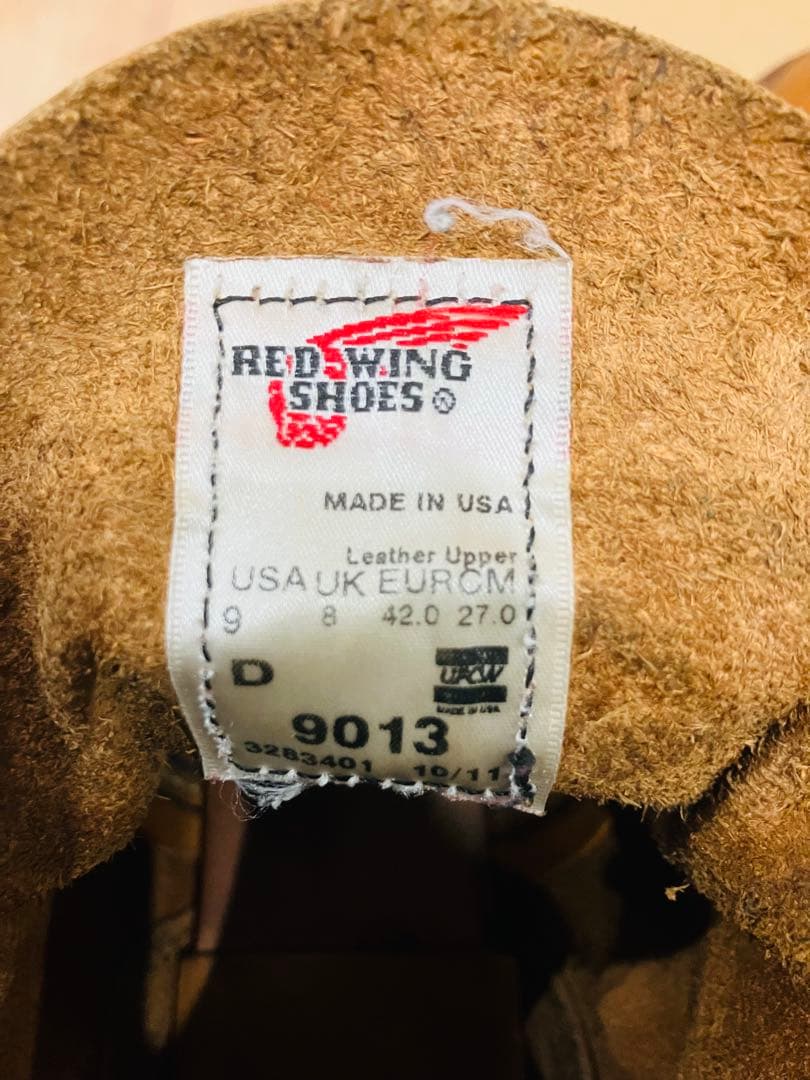 RED WING
SHOES ®
MADE IN USA
Leather Upper
USA UK EUR CM
9 8 42.0 27.0
D
UFCW
MADE IN USA
9013
3283401 10/11